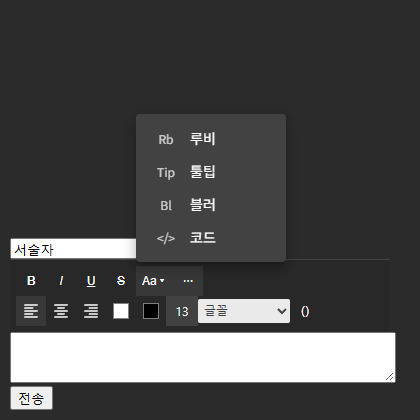 Rb 루비
Tip 툴팁
Bl 블러
</> 코드
서술자
B I U S Aa ...
13 글꼴 ()
전송